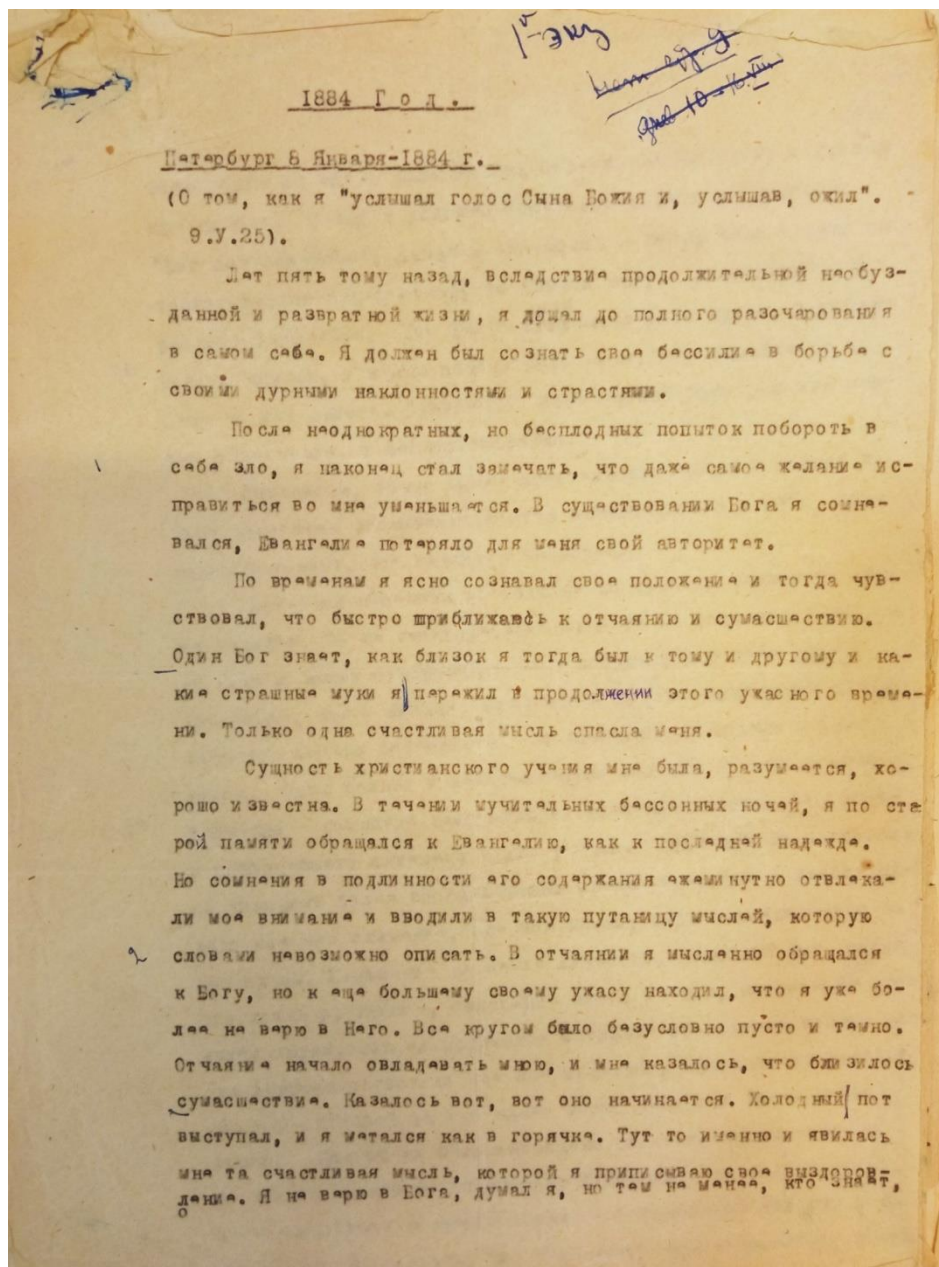 1й экз
1884 Год.
Петербург 8 Января-1884 г.
(О том, как я "услышал голос Сына Божия и, услышав, ожил".
9.У.25).
Лет пять тому назад, вследствие продолжительной необуз-
данной и развратной жизни, я дошел до полного разочарования
в самом себе. Я должен был сознать свое бессилие в борьбе с
своими дурными наклонностями и страстями.
После неоднократных, но бесплодных попыток побороть в
себе зло, я наконец стал замечать, что даже самое желание ис-
правиться во мне уменьшается. В существовании Бога я сомне-
вался, Евангелие потеряло для меня свой авторитет.
По временам я ясно сознавал свое положение и тогда чув-
ствовал, что быстро приближаюсь к отчаянию и сумасшествию.
Один Бог знает, как близок я тогда был к тому и другому и ка-
кие страшные муки я пережил в продолжении этого ужасного време-
ни. Только одна счастливая мысль спасла меня.
Сущность христианского учения мне была, разумеется, хо-
рошо известна. В течении мучительных бессонных ночей, я по ста
рой памяти обращался к Евангелию, как к последней надежде.
Но сомнения в подлинности его содержания ежеминутно отвлека-
ли мое внимание и вводили в такую путаницу мыслей, которую
2 словами невозможно описать. В отчаянии я мысленно обращался
к Богу, но к еще большему своему ужасу находил, что я уже бо-
лее не верю в Него. Все кругом было безусловно пусто и темно.
Отчаяние начало овладевать мною, и мне казалось, что близилось
сумасшествие. Казалось вот, вот оно начинается. Холодный пот
выступал, и я метался как в горячке. Тут то именно и явилась
мне та счастливая мысль, которой я приписываю свое выздоров-
ление. Я не верю в Бога, думал я, но тем не менее, кто знает,